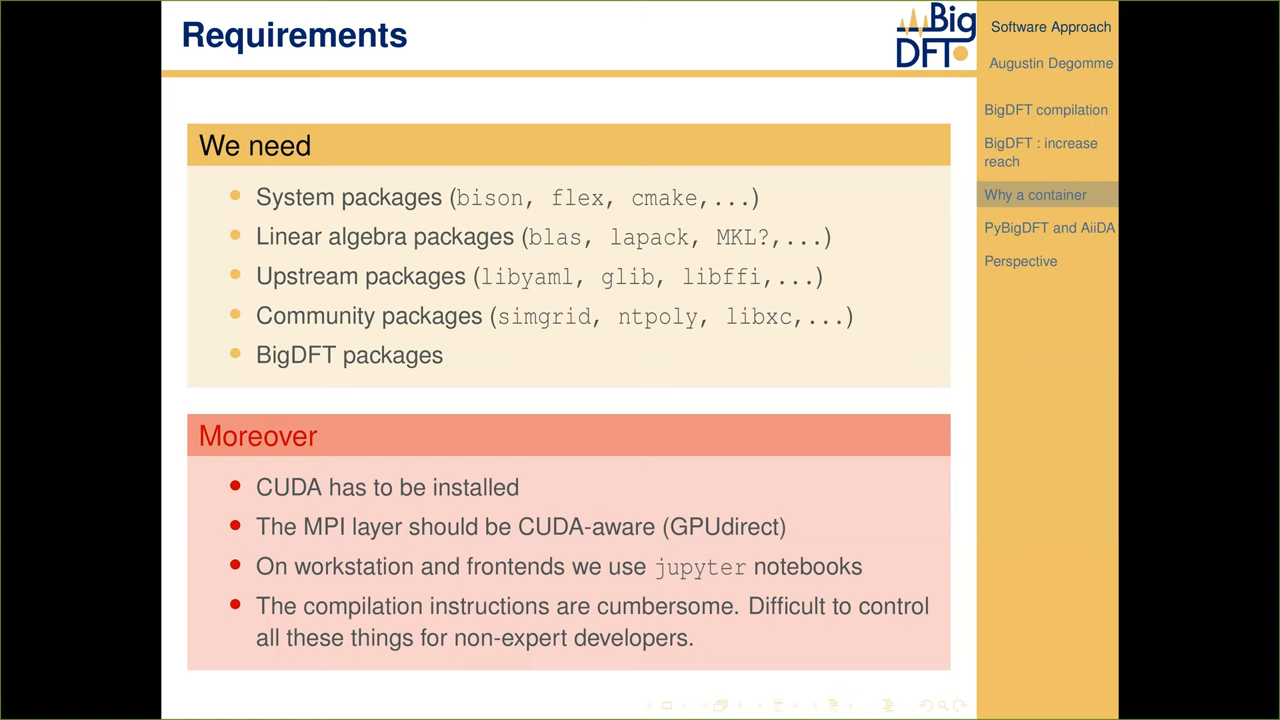 Requirements
Big
DFT
Software Approach
Augustin Degomme
BigDFT compilation
BigDFT : increase
reach
Why a container
PyBigDFT and AiiDA
Perspective
We need
System packages (bison, flex, cmake,...)
Linear algebra packages (blas, lapack, MKL?,...)
Upstream packages (libyaml, glib, libffi,...)
Community packages (simgrid, ntpoly, libxc,...)
BigDFT packages
Moreover
CUDA has to be installed
The MPI layer should be CUDA-aware (GPUdirect)
On workstation and frontends we use jupyter notebooks
The compilation instructions are cumbersome. Difficult to control
all these things for non-expert developers.